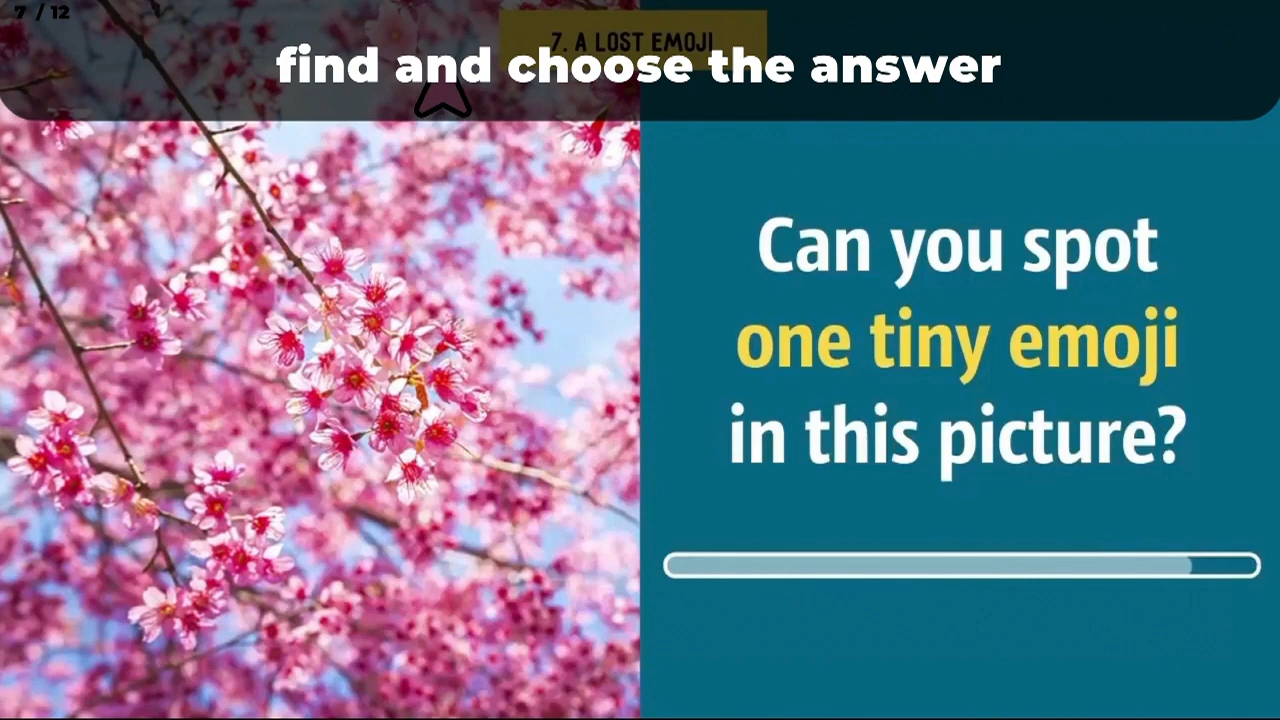 7 / 12
7. A LOST EMOJI
find and choose the answer
Can you spot
one tiny emoji
in this picture?